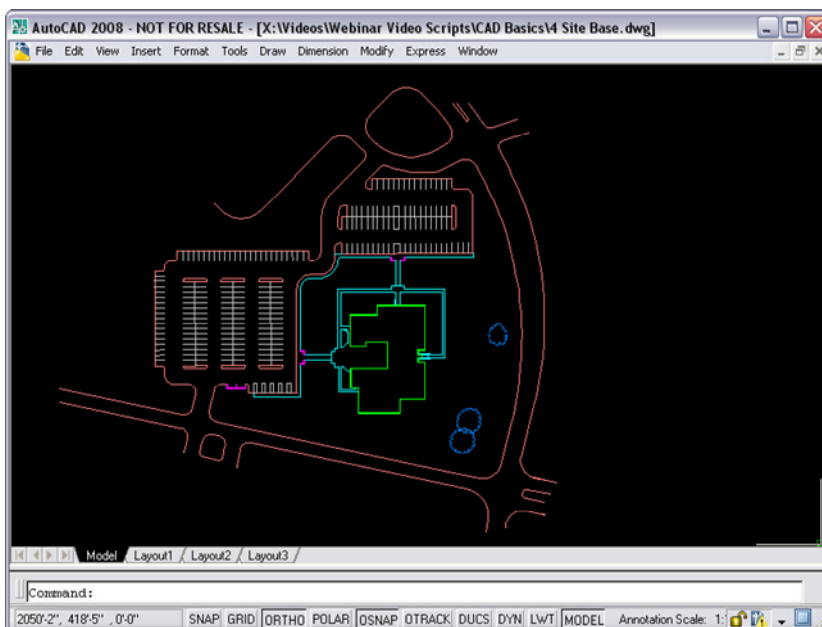 AutoCAD 2008 - NOT FOR RESALE - [X:\Videos\Webinar Video Scripts\CAD Basics\4 Site Base.dwg]
File Edit View Insert Format Tools Draw Dimension Modify Express Window
Model Layout1 Layout2 Layout3
Command:
2050'-2", 418'-5" ,0'-0" SNAP GRID ORTHO POLAR OSNAP OTRACK DUCS DYN LWT MODEL Annotation Scale: 1: